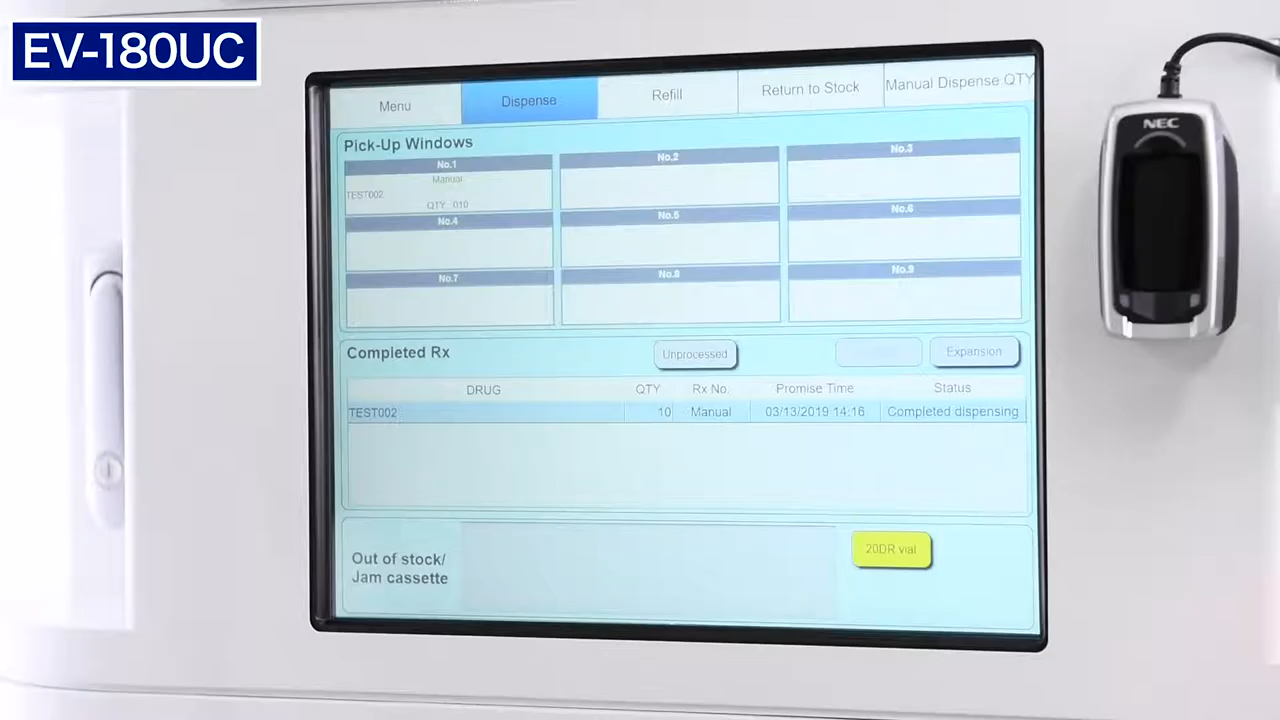 EV-180UC
NEC
Menu
Dispense
Refill
Return to Stock
Manual Dispense QTY
Pick-Up Windows
No.1
No.2
No.3
Manual
TEST002
QTY 010
No.4
No.5
No.6
No.7
No.8
No.9
Completed Rx
Unprocessed
Expansion
DRUG QTY Rx No. Promise Time Status
TEST002 10 Manual 03/13/2019 14:16 Completed dispensing
Out of stock/
Jam cassette
20DR vial